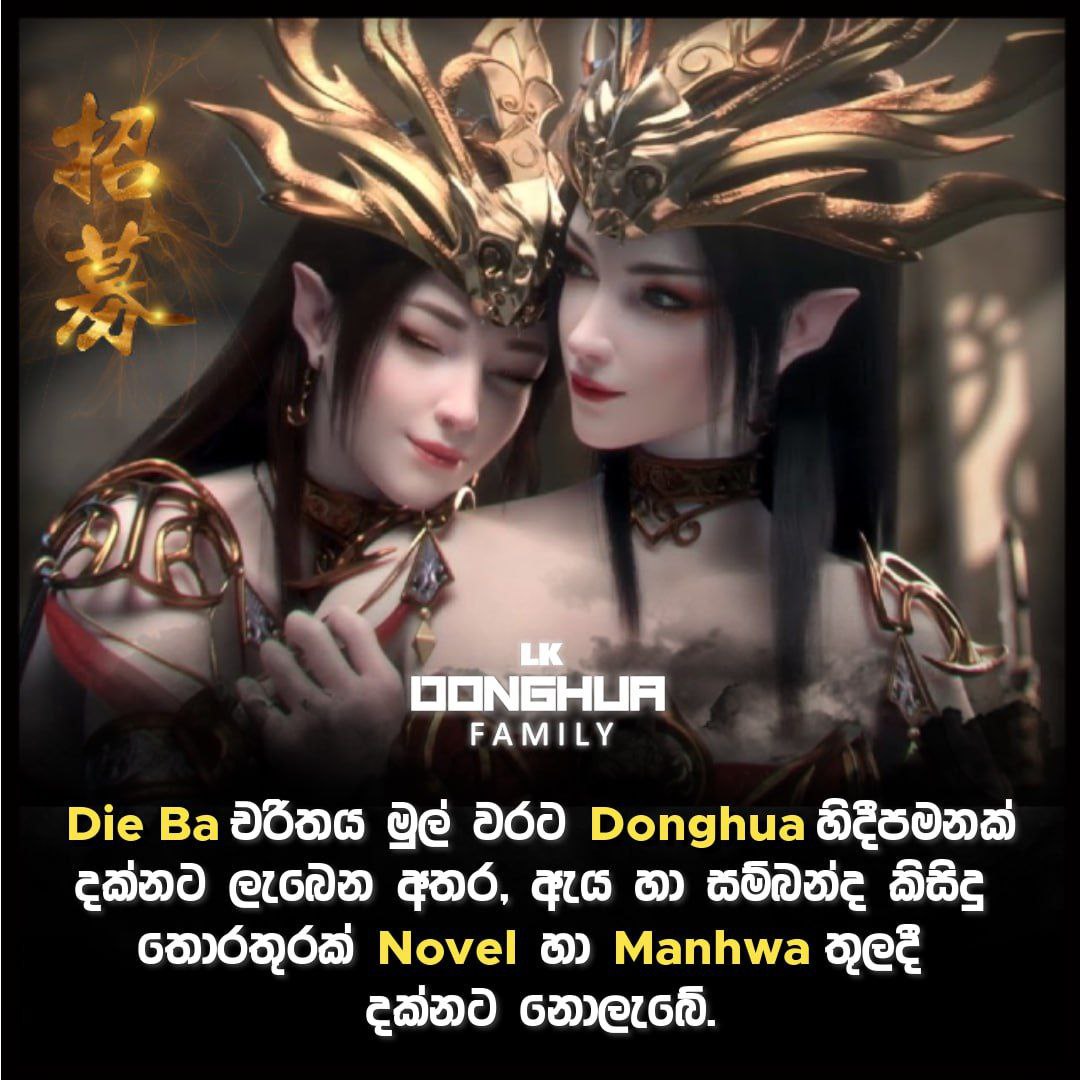 招
募
LK
DONGHUA
FAMILY
Die Ba චරිතය මුල් වරට Donghua හිදීපමනක්
දක්නට ලැබෙන අතර, ඇය හා සම්බන්ද කිසිදු
තොරතුරක් Novel හා Manhwa තුලදී
දක්නට නොලැබේ.